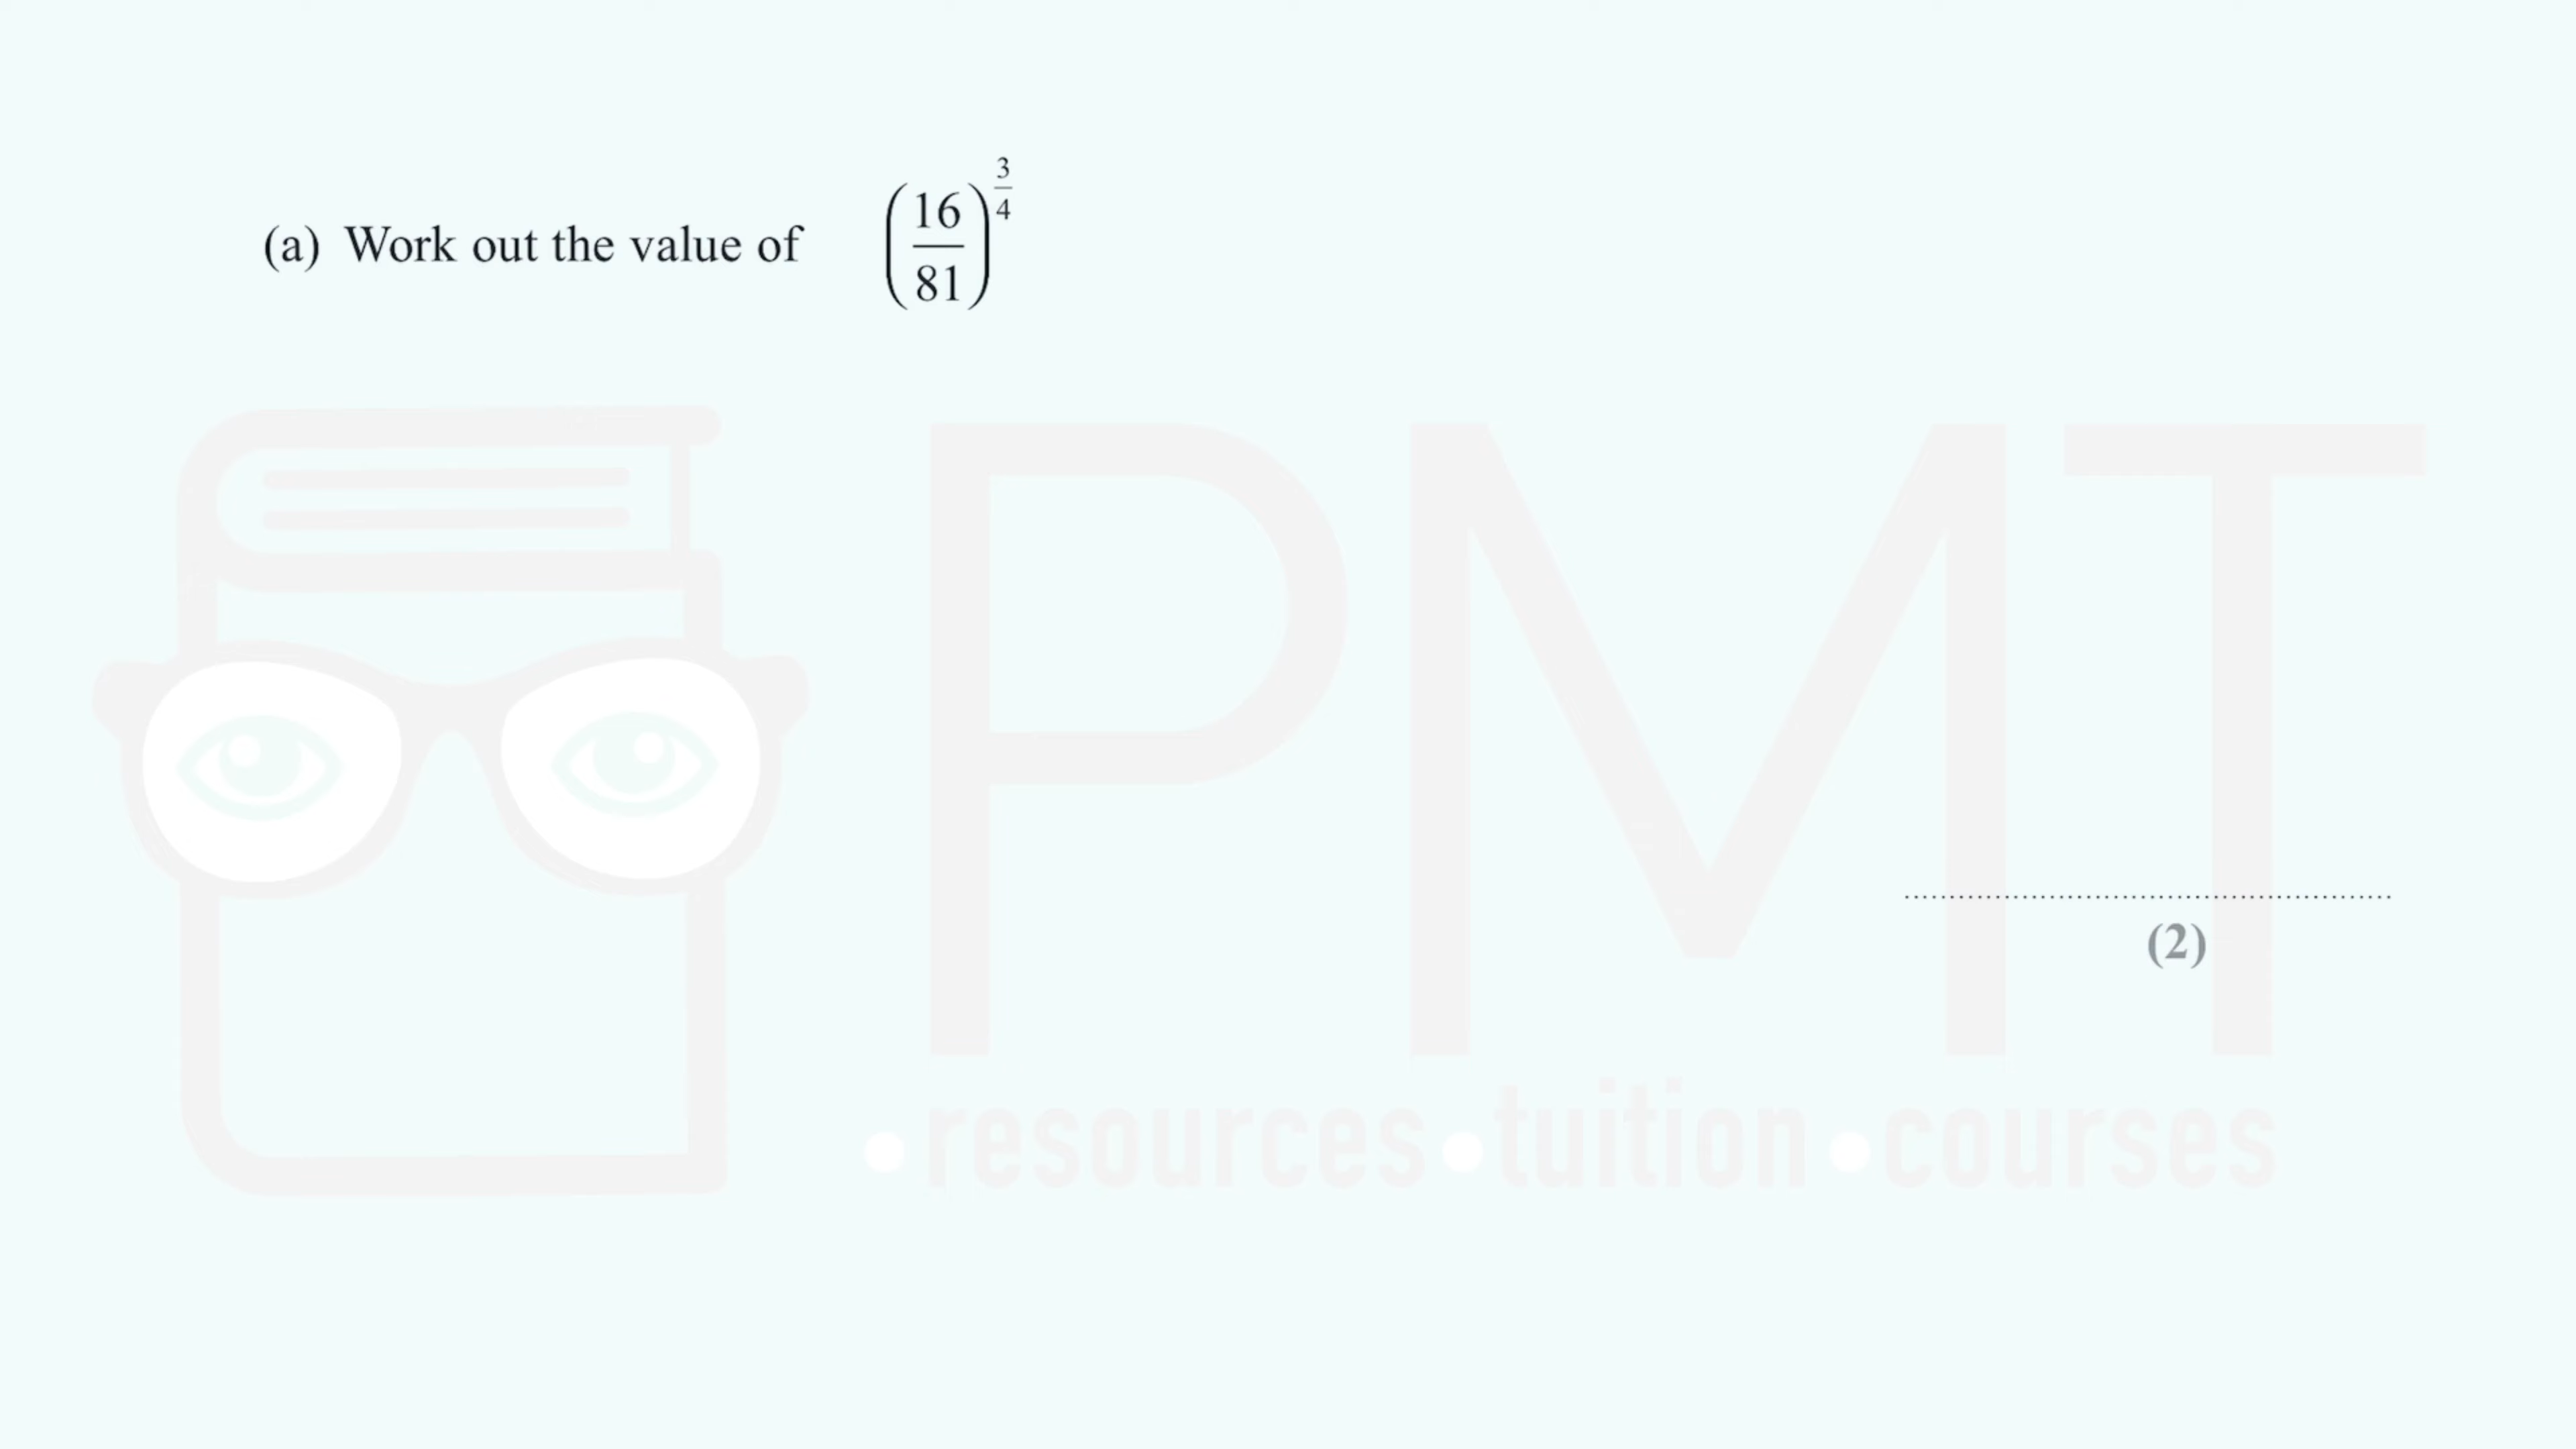 (a) Work out the value of (16/81)^(3/4)
(2)
PMT
•resources•tuition•courses